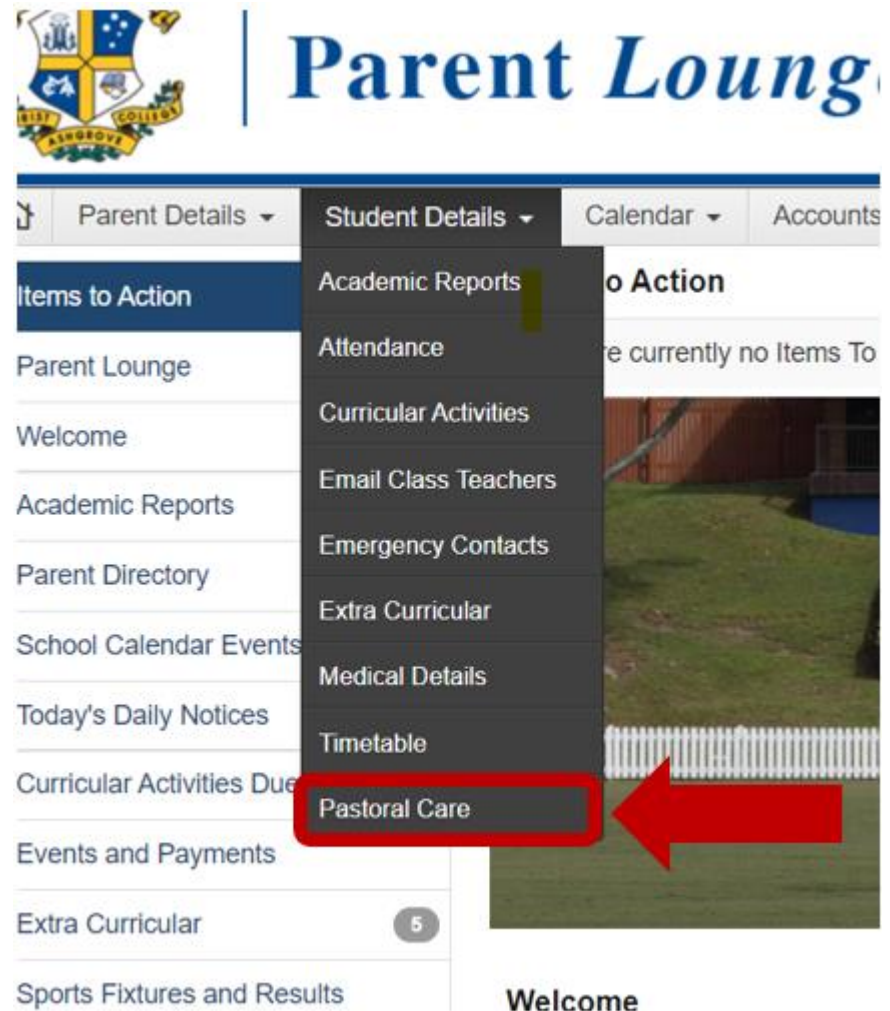 Parent Loung
ASHGROVE
COLLEGE
Parent Details
Student Details
Calendar
Accounts
Items to Action
Parent Lounge
Welcome
Academic Reports
Parent Directory
School Calendar Events
Today's Daily Notices
Curricular Activities Due
Events and Payments
Extra Curricular 5
Sports Fixtures and Results
Academic Reports
Attendance
Curricular Activities
Email Class Teachers
Emergency Contacts
Extra Curricular
Medical Details
Timetable
Pastoral Care
o Action
re currently no Items To
Welcome